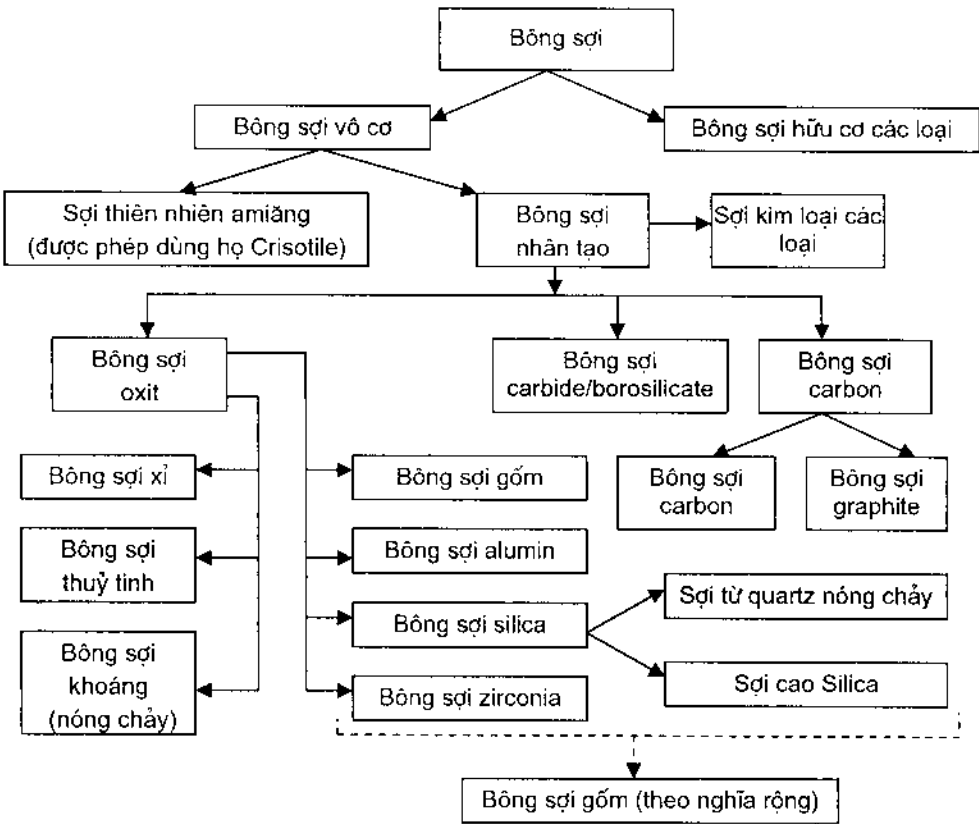 Bông sợi
Bông sợi vô cơ
Bông sợi hữu cơ các loại
Sợi thiên nhiên amiăng
(được phép dùng họ Crisotile)
Bông sợi
nhân tạo
Sợi kim loại các
loại
Bông sợi
oxit
Bông sợi
carbide/borosilicate
Bông sợi
carbon
Bông sợi xỉ
Bông sợi gốm
Bông sợi
carbon
Bông sợi
graphite
Bông sợi
thuỷ tinh
Bông sợi alumin
Bông sợi silica
Sợi từ quartz nóng chảy
Bông sợi
khoáng
(nóng chảy)
Bông sợi zirconia
Sợi cao Silica
Bông sợi gốm (theo nghĩa rộng)